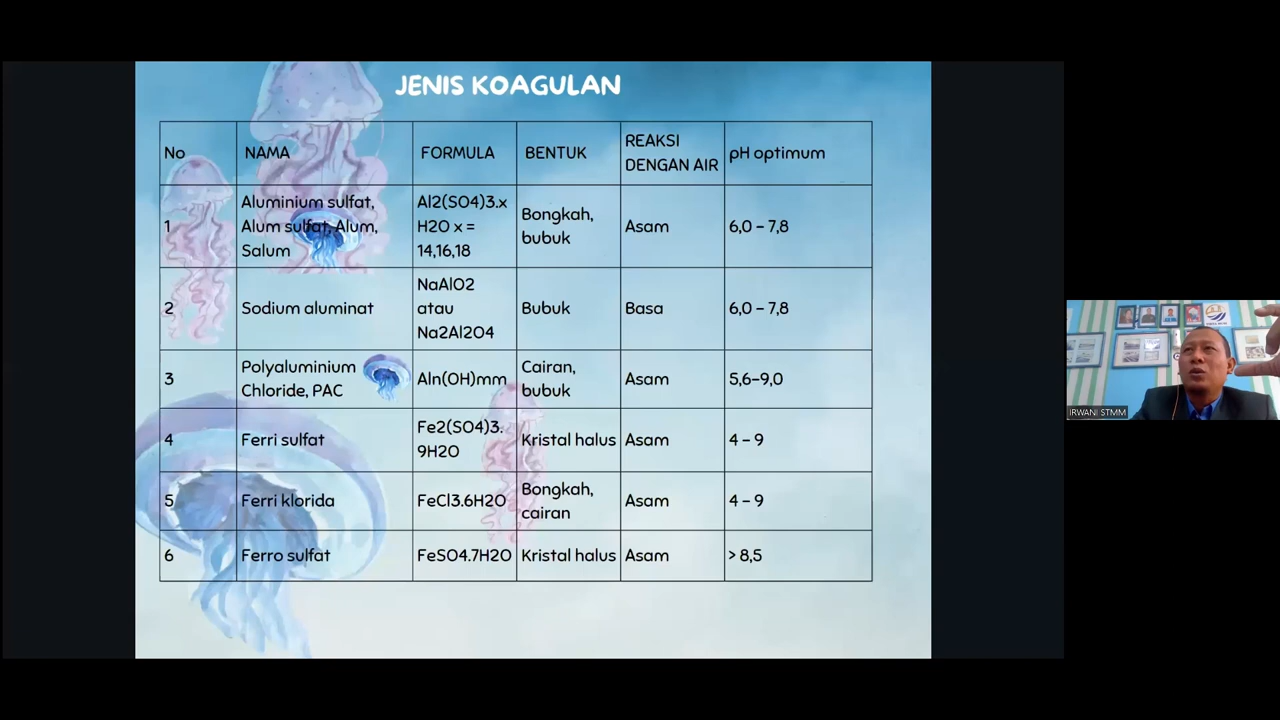 JENIS KOAGULAN
No
NAMA
FORMULA
BENTUK
REAKSI
DENGAN AIR
pH optimum
1
Aluminium sulfat,
Alum sulfat, Alum,
Salum
Al2(SO4)3.x
H2O x =
14,16,18
Bongkah,
bubuk
Asam
6,0 – 7,8
2
Sodium aluminat
NaAlO2
atau
Na2Al2O4
Bubuk
Basa
6,0 – 7,8
3
Polyaluminium
Chloride, PAC
Aln(OH)mm
Cairan,
bubuk
Asam
5,6–9,0
4
Ferri sulfat
Fe2(SO4)3.
9H2O
Kristal halus
Asam
4 – 9
5
Ferri klorida
FeCl3.6H2O
Bongkah,
cairan
Asam
4 – 9
6
Ferro sulfat
FeSO4.7H2O
Kristal halus
Asam
> 8,5
IRWANI STMM